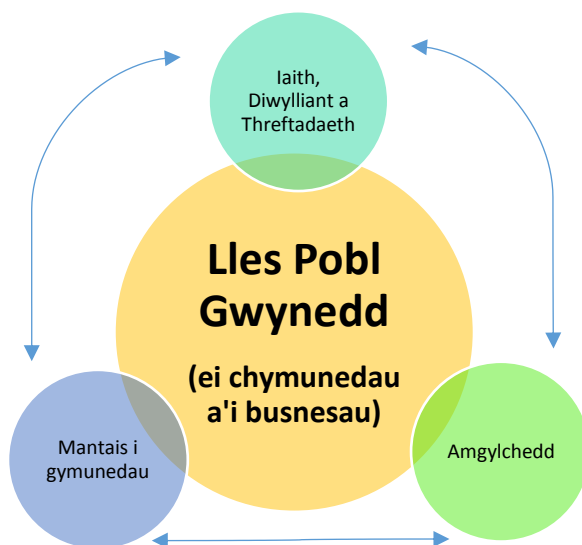 Iaith,
Diwylliant a
Threftadaeth
Lles Pobl
Gwynedd
(ei chymunedau
a'i busnesau)
Mantais i
gymunedau
Amgylchedd